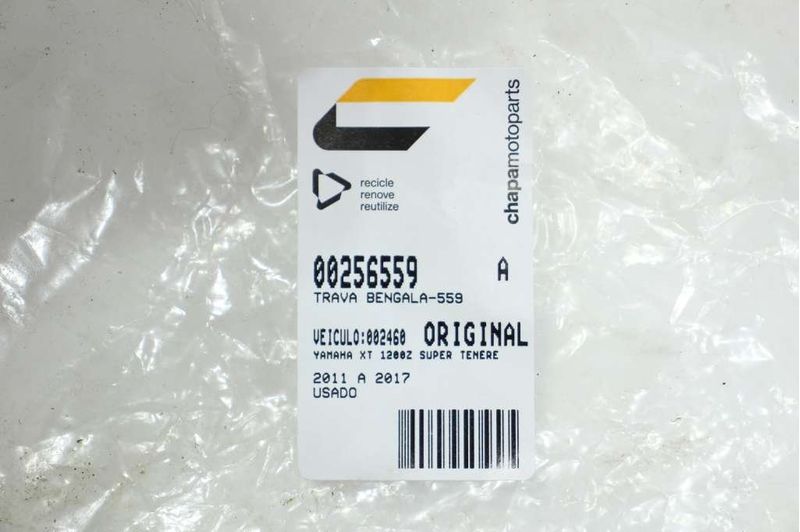 chapamotoparts
recicle
renove
reutilize
00256559 A
TRAVA BENGALA-559
VEICULO:002460 ORIGINAL
YAMAHA XT 1200Z SUPER TENERE
2011 A 2017
USADO